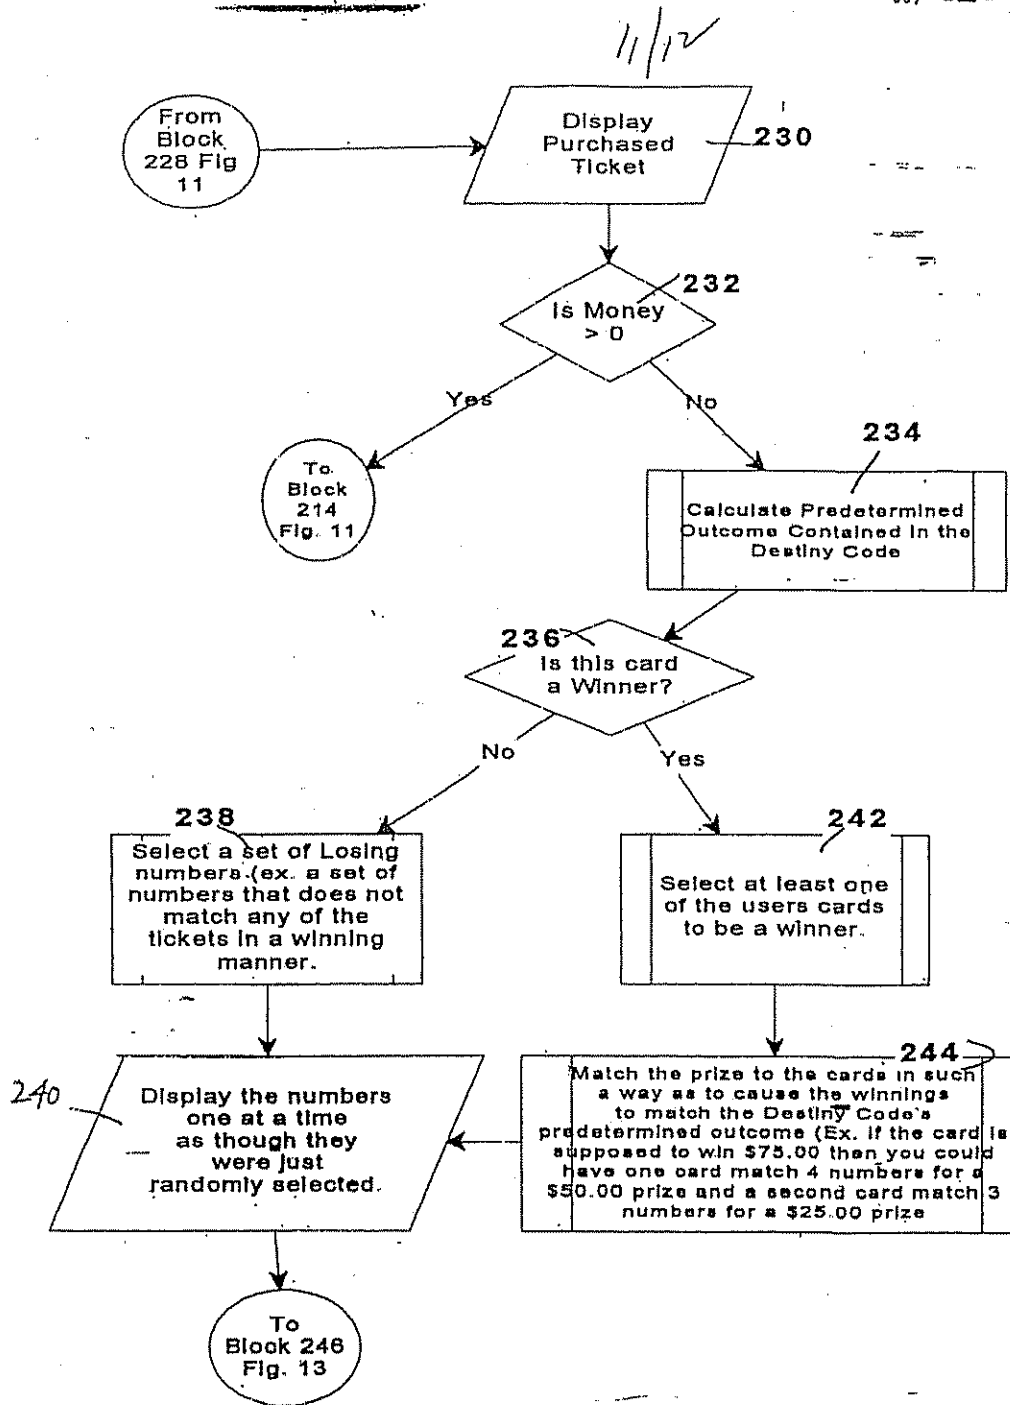 11/12
From
Block
228 Fig
11
Display
Purchased
Ticket
230
232
Is Money
> 0
Yes
No
To
Block
214
Fig. 11
234
Calculate Predetermined
Outcome Contained in the
Destiny Code
236
Is this card
a Winner?
No
Yes
238
Select a set of Losing
numbers.(ex. a set of
numbers that does not
match any of the
tickets in a winning
manner.
242
Select at least one
of the users cards
to be a winner.
240
Display the numbers
one at a time
as though they
were just
randomly selected.
244
Match the prize to the cards in such
a way as to cause the winnings
to match the Destiny Code's
predetermined outcome (Ex. if the card is
supposed to win $75.00 then you could
have one card match 4 numbers for a
$50.00 prize and a second card match 3
numbers for a $25.00 prize
To
Block 246
Fig. 13